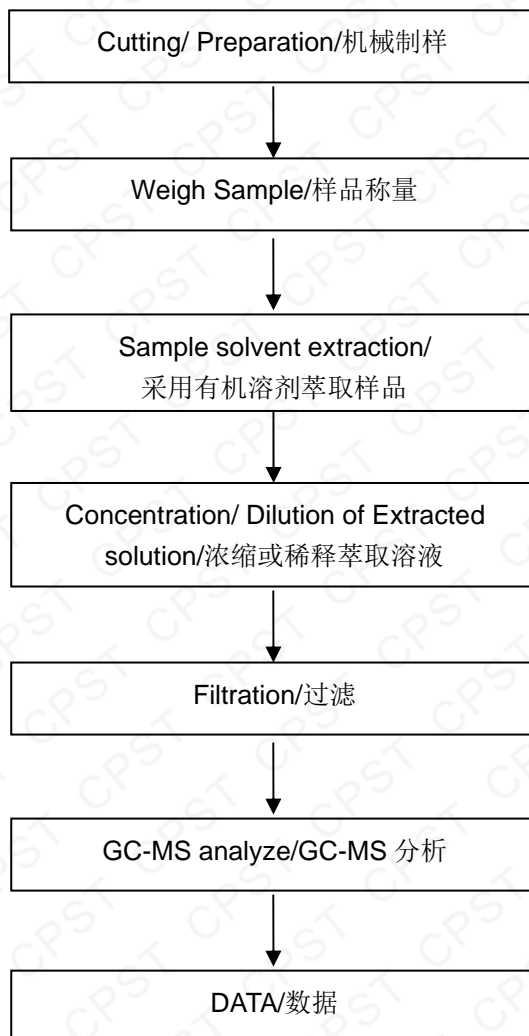 Cutting/ Preparation/机械制样
Weigh Sample/样品称量
Sample solvent extraction/
采用有机溶剂萃取样品
Concentration/ Dilution of Extracted
solution/浓缩或稀释萃取溶液
Filtration/过滤
GC-MS analyze/GC-MS 分析
DATA/数据